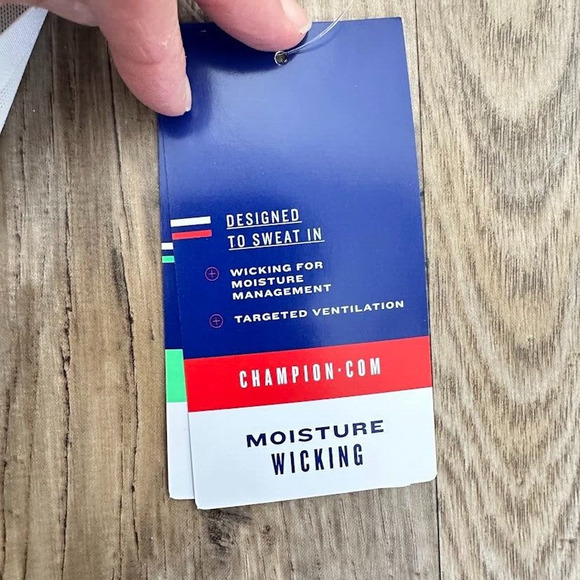 DESIGNED
TO SWEAT IN
WICKING FOR
MOISTURE
MANAGEMENT
TARGETED VENTILATION
CHAMPION·COM
MOISTURE
WICKING